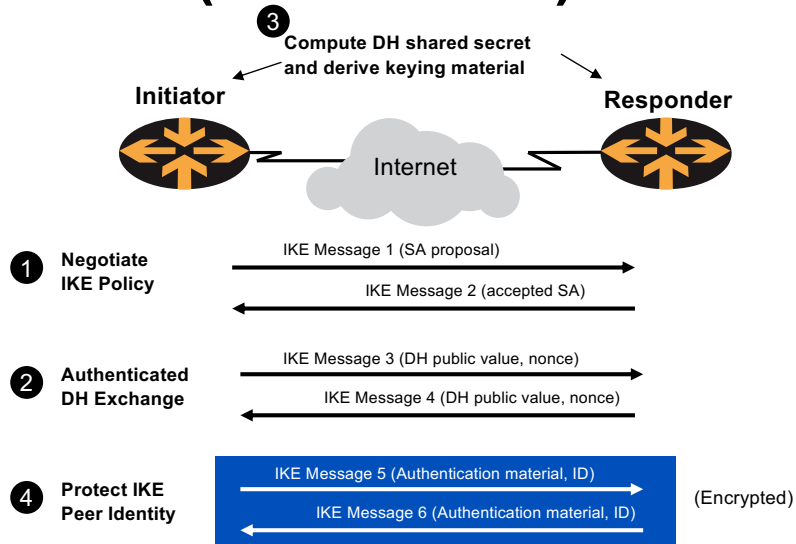 3
Compute DH shared secret
and derive keying material
Initiator
Responder
Internet
1
Negotiate
IKE Policy
IKE Message 1 (SA proposal)
IKE Message 2 (accepted SA)
2
Authenticated
DH Exchange
IKE Message 3 (DH public value, nonce)
IKE Message 4 (DH public value, nonce)
4
Protect IKE
Peer Identity
IKE Message 5 (Authentication material, ID)
IKE Message 6 (Authentication material, ID)
(Encrypted)